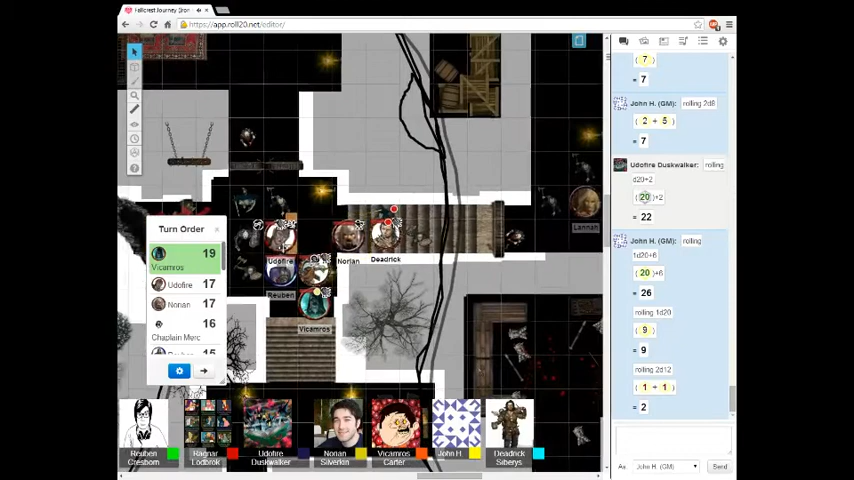 Fallcrest Journey (Iron
https://app.roll20.net/editor/
( 7 )
= 7
John H. (GM): rolling 2d8
( 2 + 5 )
= 7
Udofire Duskwalker: rolling
d20+2
( 20 )+2
= 22
John H. (GM): rolling
1d20+6
( 20 )+6
= 26
rolling 1d20
( 9 )
= 9
rolling 2d12
( 1 + 1 )
= 2
As: John H. (GM)
Send
Lannah
Udofire
Norian
Deadrick
Reuben
Vicamros
Turn Order
19
Vicamros
Udofire 17
Norian 17
16
Chaplain Merc
Reuben
Reuben
Cresborn
Ragnar
Lodbrok
Udofire
Duskwalker
Norian
Silverkin
Vicamros
Carter
John H
Deadrick
Siberys